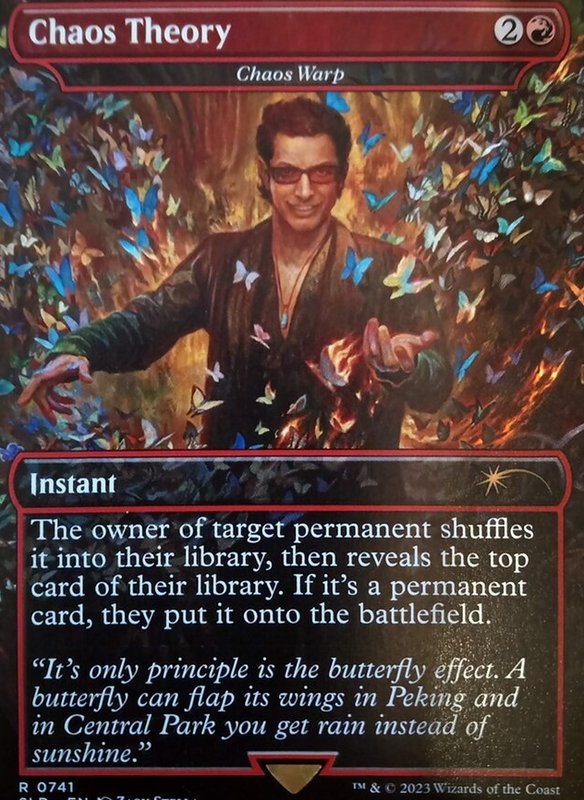 Chaos Theory 2
Chaos Warp
Instant
The owner of target permanent shuffles
it into their library, then reveals the top
card of their library. If it's a permanent
card, they put it onto the battlefield.
“It's only principle is the butterfly effect. A
butterfly can flap its wings in Peking and
in Central Park you get rain instead of
sunshine.”
R 0741
™ & © 2023 Wizards of the Coast